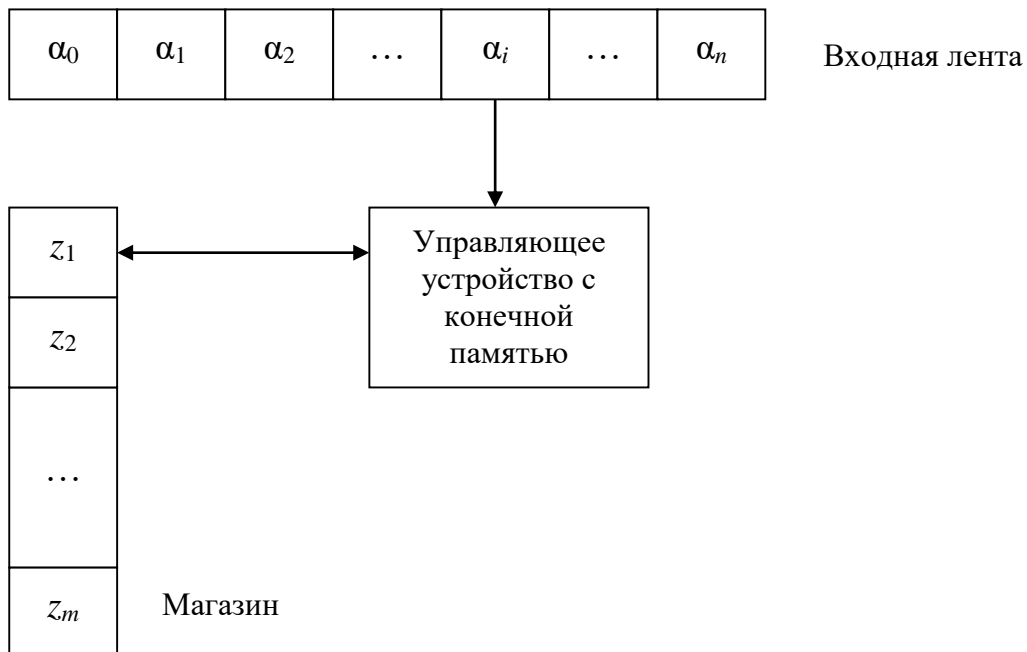 α0 α1 α2 … αi … αn Входная лента
z1
z2
…
zm
Управляющее
устройство с
конечной
памятью
Магазин